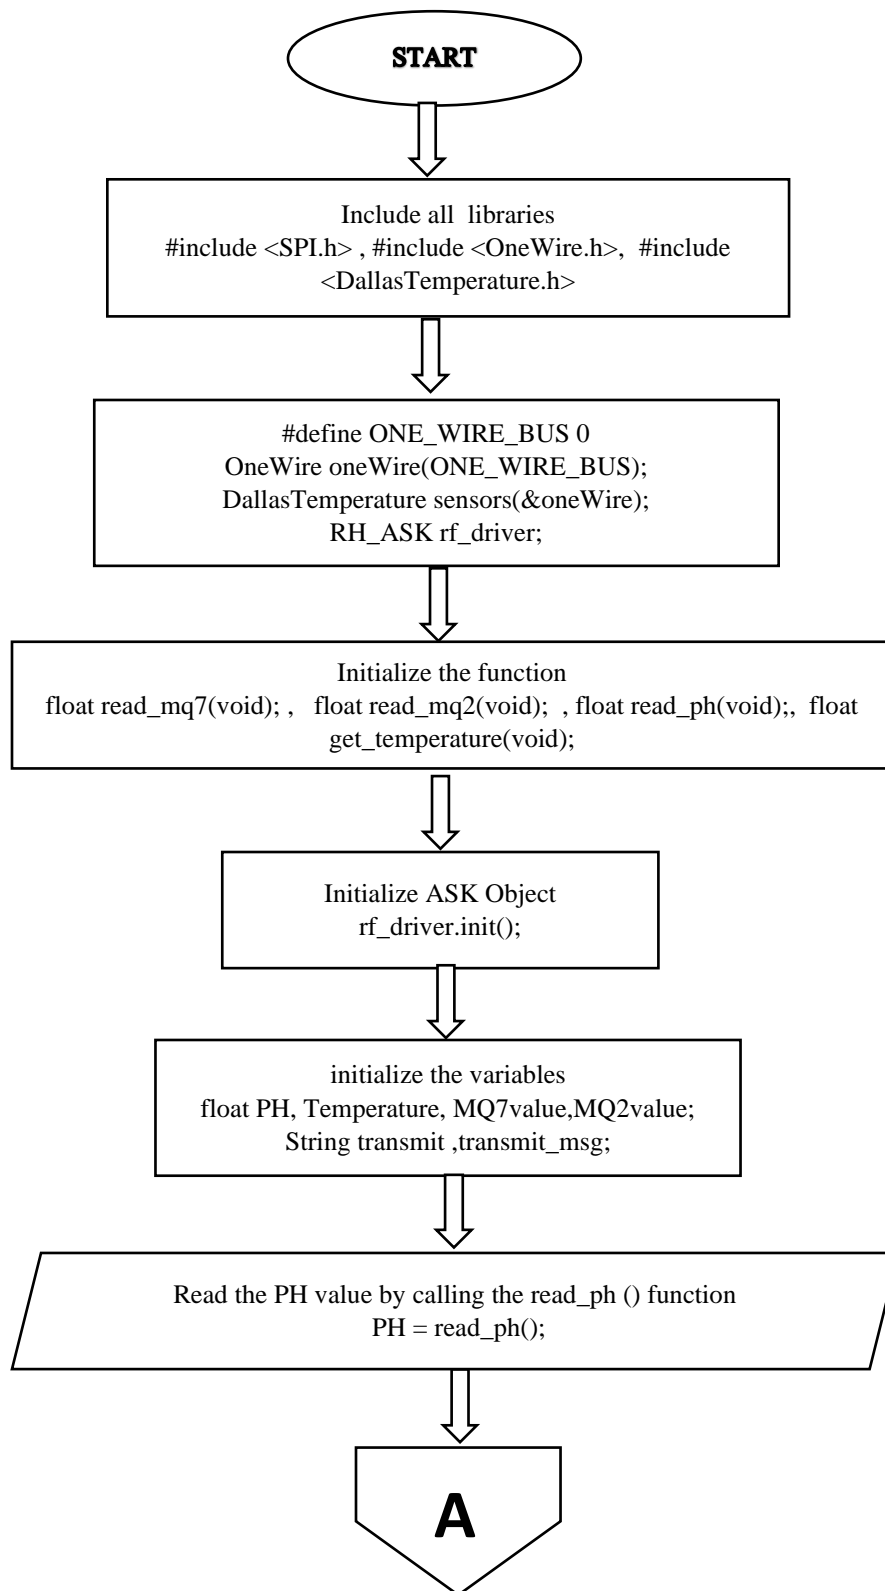 START
Include all libraries
#include <SPI.h> , #include <OneWire.h>, #include
<DallasTemperature.h>
#define ONE_WIRE_BUS 0
OneWire oneWire(ONE_WIRE_BUS);
DallasTemperature sensors(&oneWire);
RH_ASK rf_driver;
Initialize the function
float read_mq7(void); , float read_mq2(void); , float read_ph(void);, float
get_temperature(void);
Initialize ASK Object
rf_driver.init();
initialize the variables
float PH, Temperature, MQ7value,MQ2value;
String transmit ,transmit_msg;
Read the PH value by calling the read_ph () function
PH = read_ph();
A